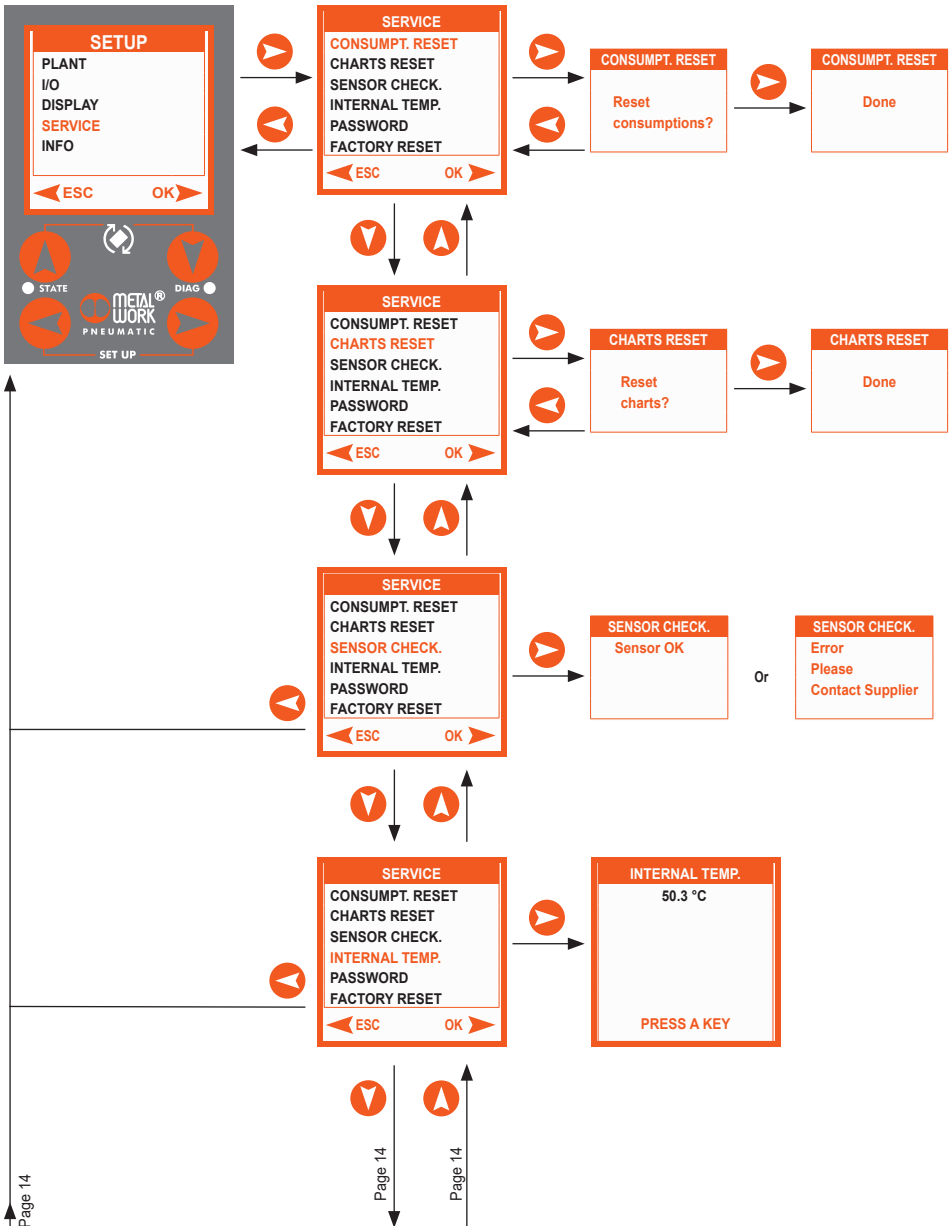 SETUP
PLANT
I/O
DISPLAY
SERVICE
INFO
ESC OK
STATE
DIAG
METAL®
WORK
PNEUMATIC
SET UP
SERVICE
CONSUMPT. RESET
CHARTS RESET
SENSOR CHECK.
INTERNAL TEMP.
PASSWORD
FACTORY RESET
ESC OK
CONSUMPT. RESET
Reset
consumptions?
CONSUMPT. RESET
Done
SERVICE
CONSUMPT. RESET
CHARTS RESET
SENSOR CHECK.
INTERNAL TEMP.
PASSWORD
FACTORY RESET
ESC OK
CHARTS RESET
Reset
charts?
CHARTS RESET
Done
SERVICE
CONSUMPT. RESET
CHARTS RESET
SENSOR CHECK.
INTERNAL TEMP.
PASSWORD
FACTORY RESET
ESC OK
SENSOR CHECK.
Sensor OK
Or
SENSOR CHECK.
Error
Please
Contact Supplier
SERVICE
CONSUMPT. RESET
CHARTS RESET
SENSOR CHECK.
INTERNAL TEMP.
PASSWORD
FACTORY RESET
ESC OK
INTERNAL TEMP.
50.3 °C
PRESS A KEY
Page 14
Page 14
Page 14